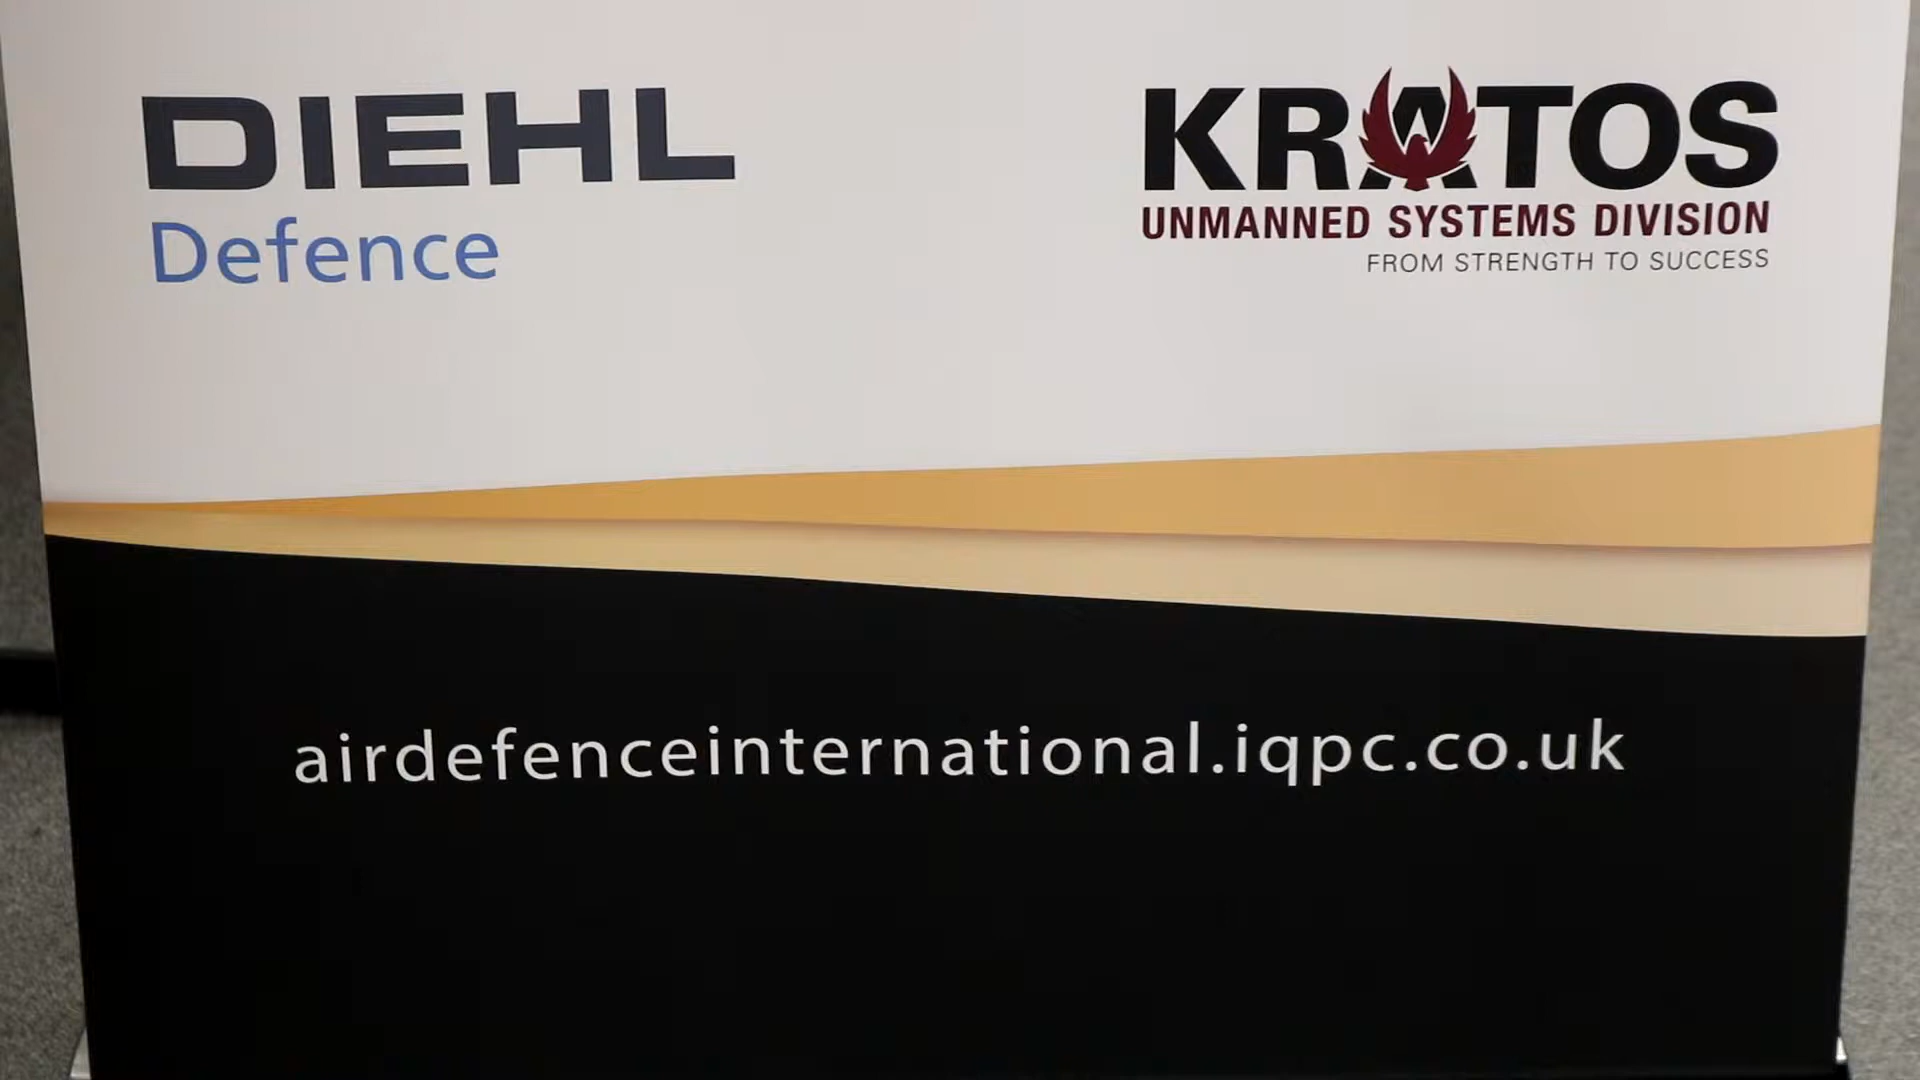 DIEHL
Defence
KRATOS
UNMANNED SYSTEMS DIVISION
FROM STRENGTH TO SUCCESS
airdefenceinternational.iqpc.co.uk